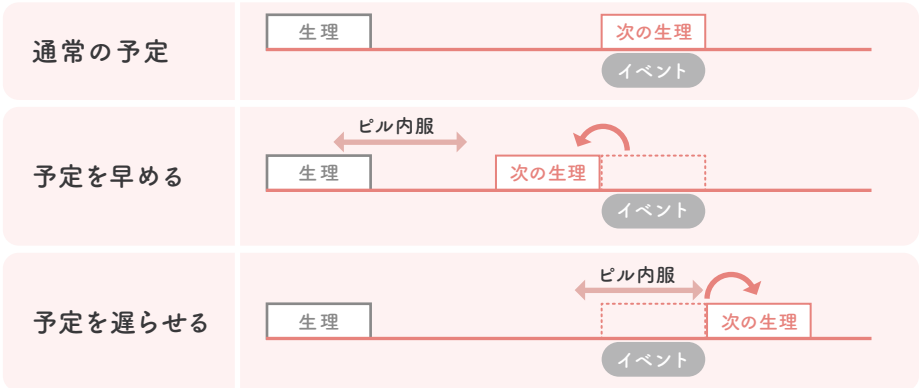 通常の予定
生理
次の生理
イベント
予定を早める
ピル内服
生理
次の生理
イベント
予定を遅らせる
ピル内服
生理
次の生理
イベント